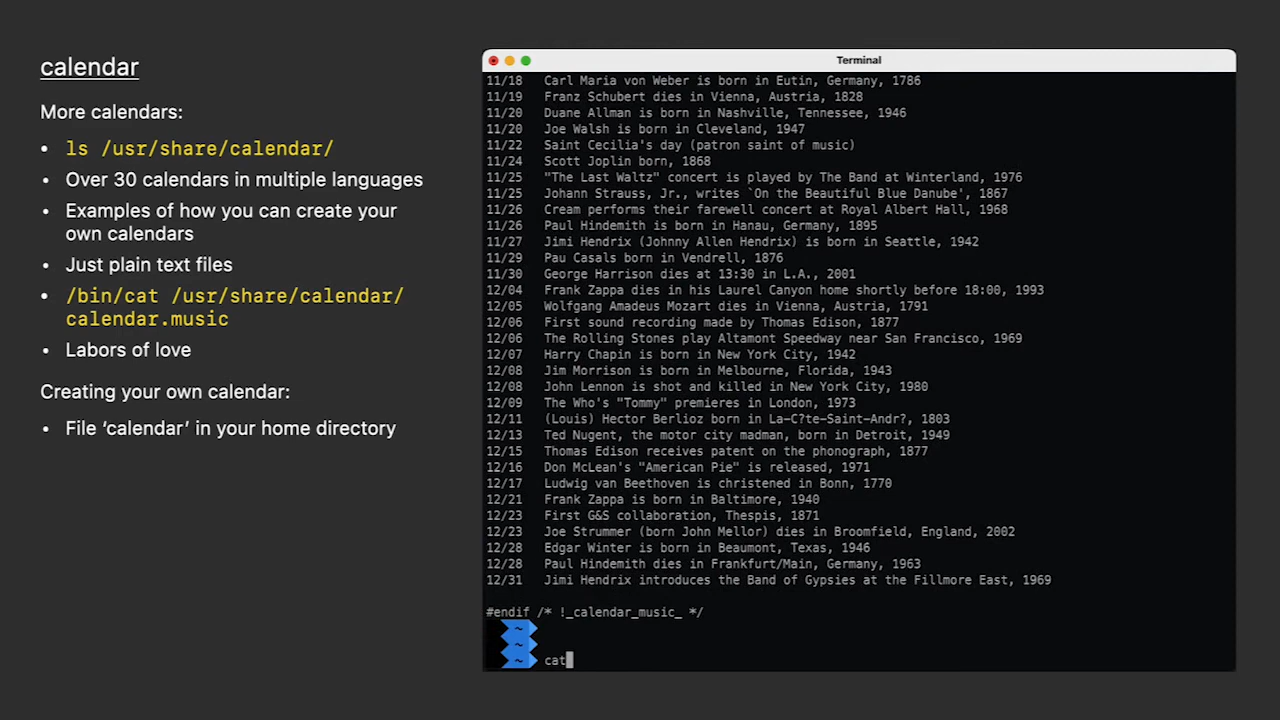 calendar
More calendars:
• ls /usr/share/calendar/
• Over 30 calendars in multiple languages
• Examples of how you can create your
own calendars
• Just plain text files
• /bin/cat /usr/share/calendar/
calendar.music
• Labors of love
Creating your own calendar:
• File ‘calendar’ in your home directory
Terminal
11/18 Carl Maria von Weber is born in Eutin, Germany, 1786
11/19 Franz Schubert dies in Vienna, Austria, 1828
11/20 Duane Allman is born in Nashville, Tennessee, 1946
11/20 Joe Walsh is born in Cleveland, 1947
11/22 Saint Cecilia's day (patron saint of music)
11/24 Scott Joplin born, 1868
11/25 "The Last Waltz" concert is played by The Band at Winterland, 1976
11/25 Johann Strauss, Jr., writes `On the Beautiful Blue Danube', 1867
11/26 Cream performs their farewell concert at Royal Albert Hall, 1968
11/26 Paul Hindemith is born in Hanau, Germany, 1895
11/27 Jimi Hendrix (Johnny Allen Hendrix) is born in Seattle, 1942
11/29 Pau Casals born in Vendrell, 1876
11/30 George Harrison dies at 13:30 in L.A., 2001
12/04 Frank Zappa dies in his Laurel Canyon home shortly before 18:00, 1993
12/05 Wolfgang Amadeus Mozart dies in Vienna, Austria, 1791
12/06 First sound recording made by Thomas Edison, 1877
12/06 The Rolling Stones play Altamont Speedway near San Francisco, 1969
12/07 Harry Chapin is born in New York City, 1942
12/08 Jim Morrison is born in Melbourne, Florida, 1943
12/08 John Lennon is shot and killed in New York City, 1980
12/09 The Who's "Tommy" premieres in London, 1973
12/11 (Louis) Hector Berlioz born in La-C?te-Saint-Andr?, 1803
12/13 Ted Nugent, the motor city madman, born in Detroit, 1949
12/15 Thomas Edison receives patent on the phonograph, 1877
12/16 Don McLean's "American Pie" is released, 1971
12/17 Ludwig van Beethoven is christened in Bonn, 1770
12/21 Frank Zappa is born in Baltimore, 1940
12/23 First G&S collaboration, Thespis, 1871
12/23 Joe Strummer (born John Mellor) dies in Broomfield, England, 2002
12/28 Edgar Winter is born in Beaumont, Texas, 1946
12/28 Paul Hindemith dies in Frankfurt/Main, Germany, 1963
12/31 Jimi Hendrix introduces the Band of Gypsies at the Fillmore East, 1969
#endif /* !_calendar_music_ */
~
~
~ cat